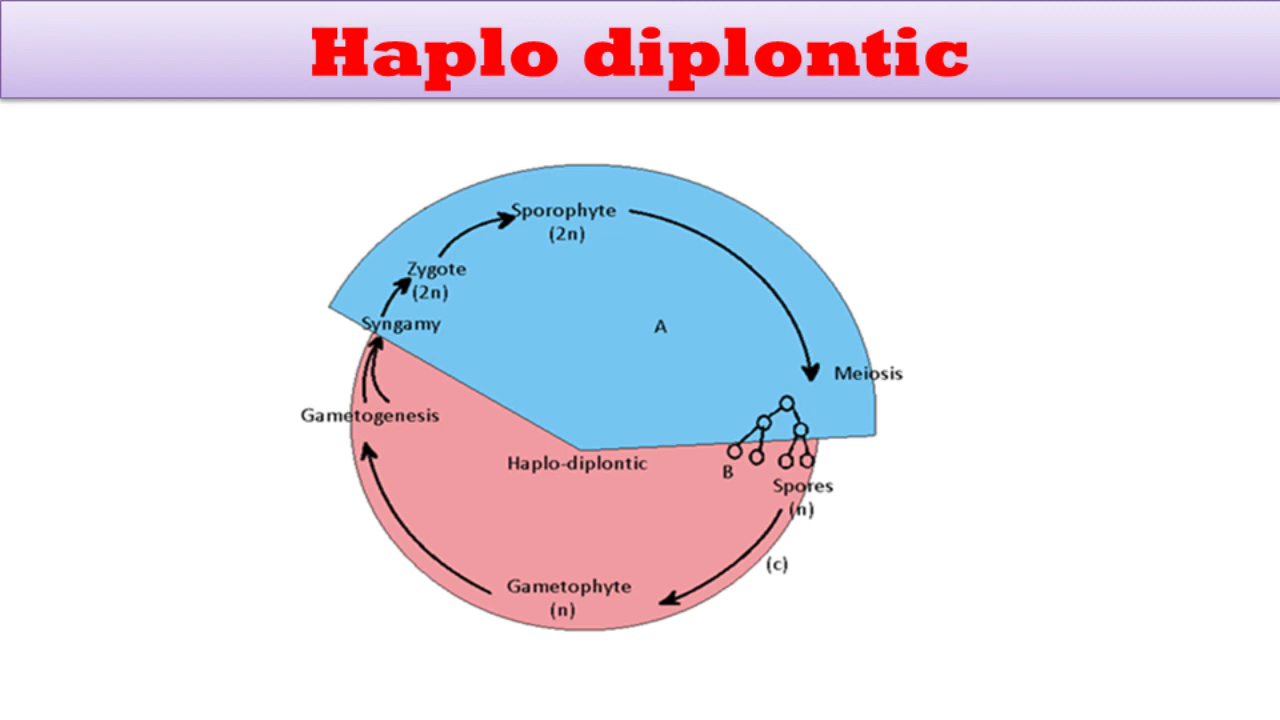 Haplo diplontic
Sporophyte
(2n)
Zygote
(2n)
Syngamy
A
Meiosis
Gametogenesis
Haplo-diplontic
B
Spores
(n)
(c)
Gametophyte
(n)